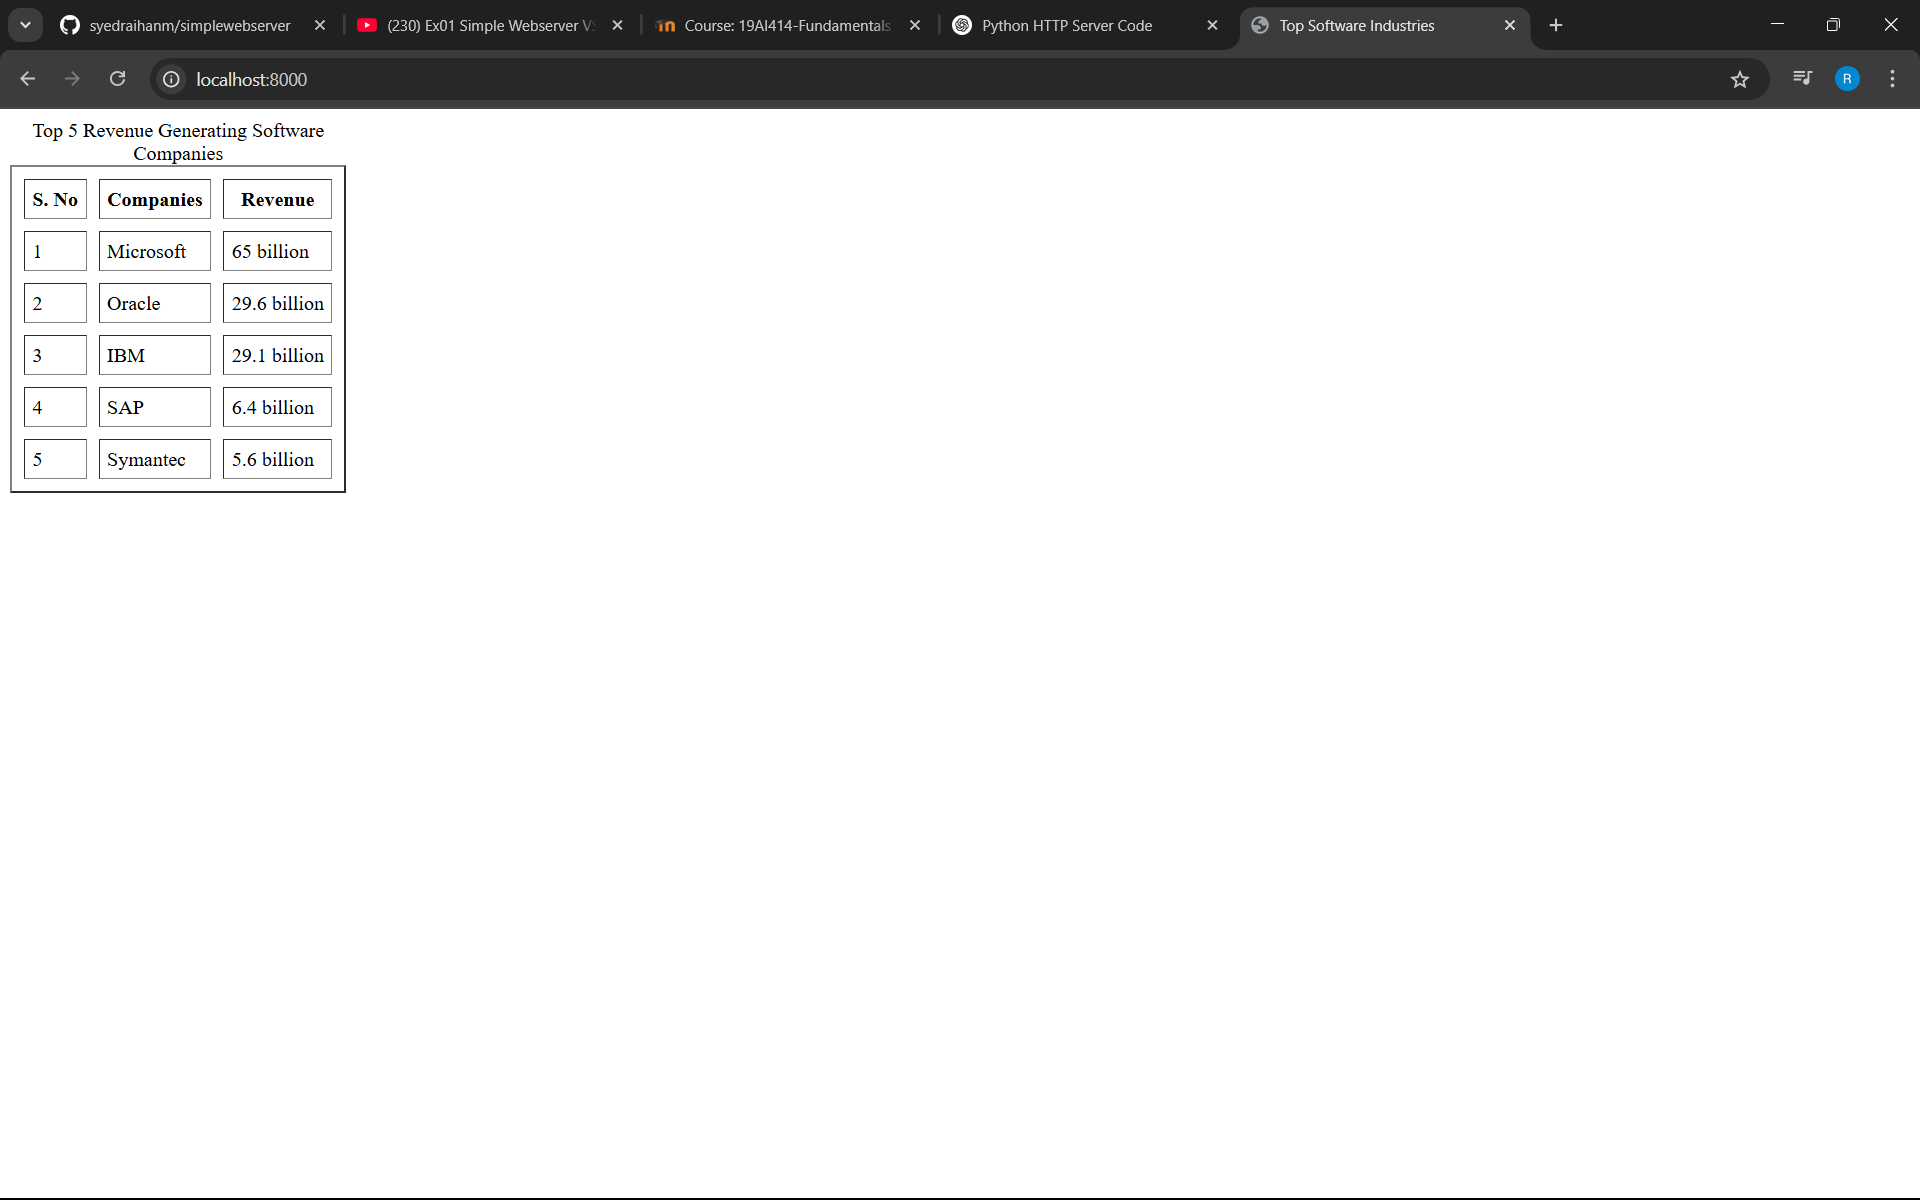 syedraihanm/simplewebserver
(230) Ex01 Simple Webserver VS
Course: 19AI414-Fundamentals
Python HTTP Server Code
Top Software Industries
localhost:8000
R
Top 5 Revenue Generating Software
Companies
S. No Companies Revenue
1 Microsoft 65 billion
2 Oracle 29.6 billion
3 IBM 29.1 billion
4 SAP 6.4 billion
5 Symantec 5.6 billion